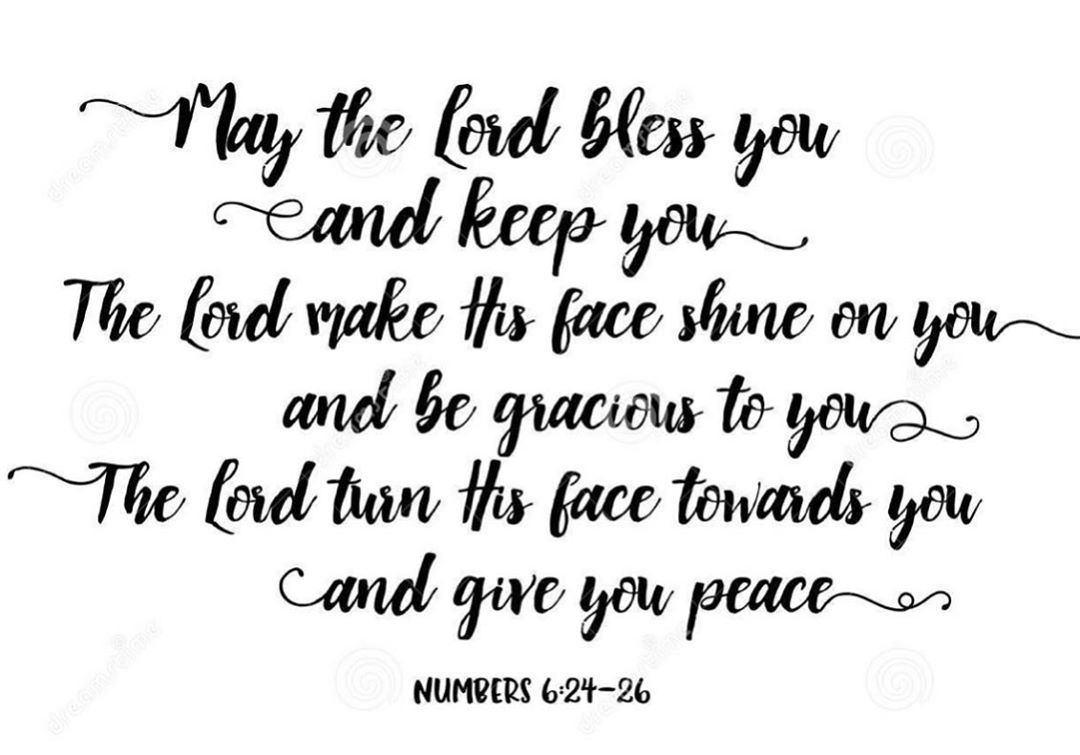 May the Lord bless you
and keep you
The Lord make His face shine on you
and be gracious to you
The Lord turn His face towards you
and give you peace
NUMBERS 6:24-26
dreamstime